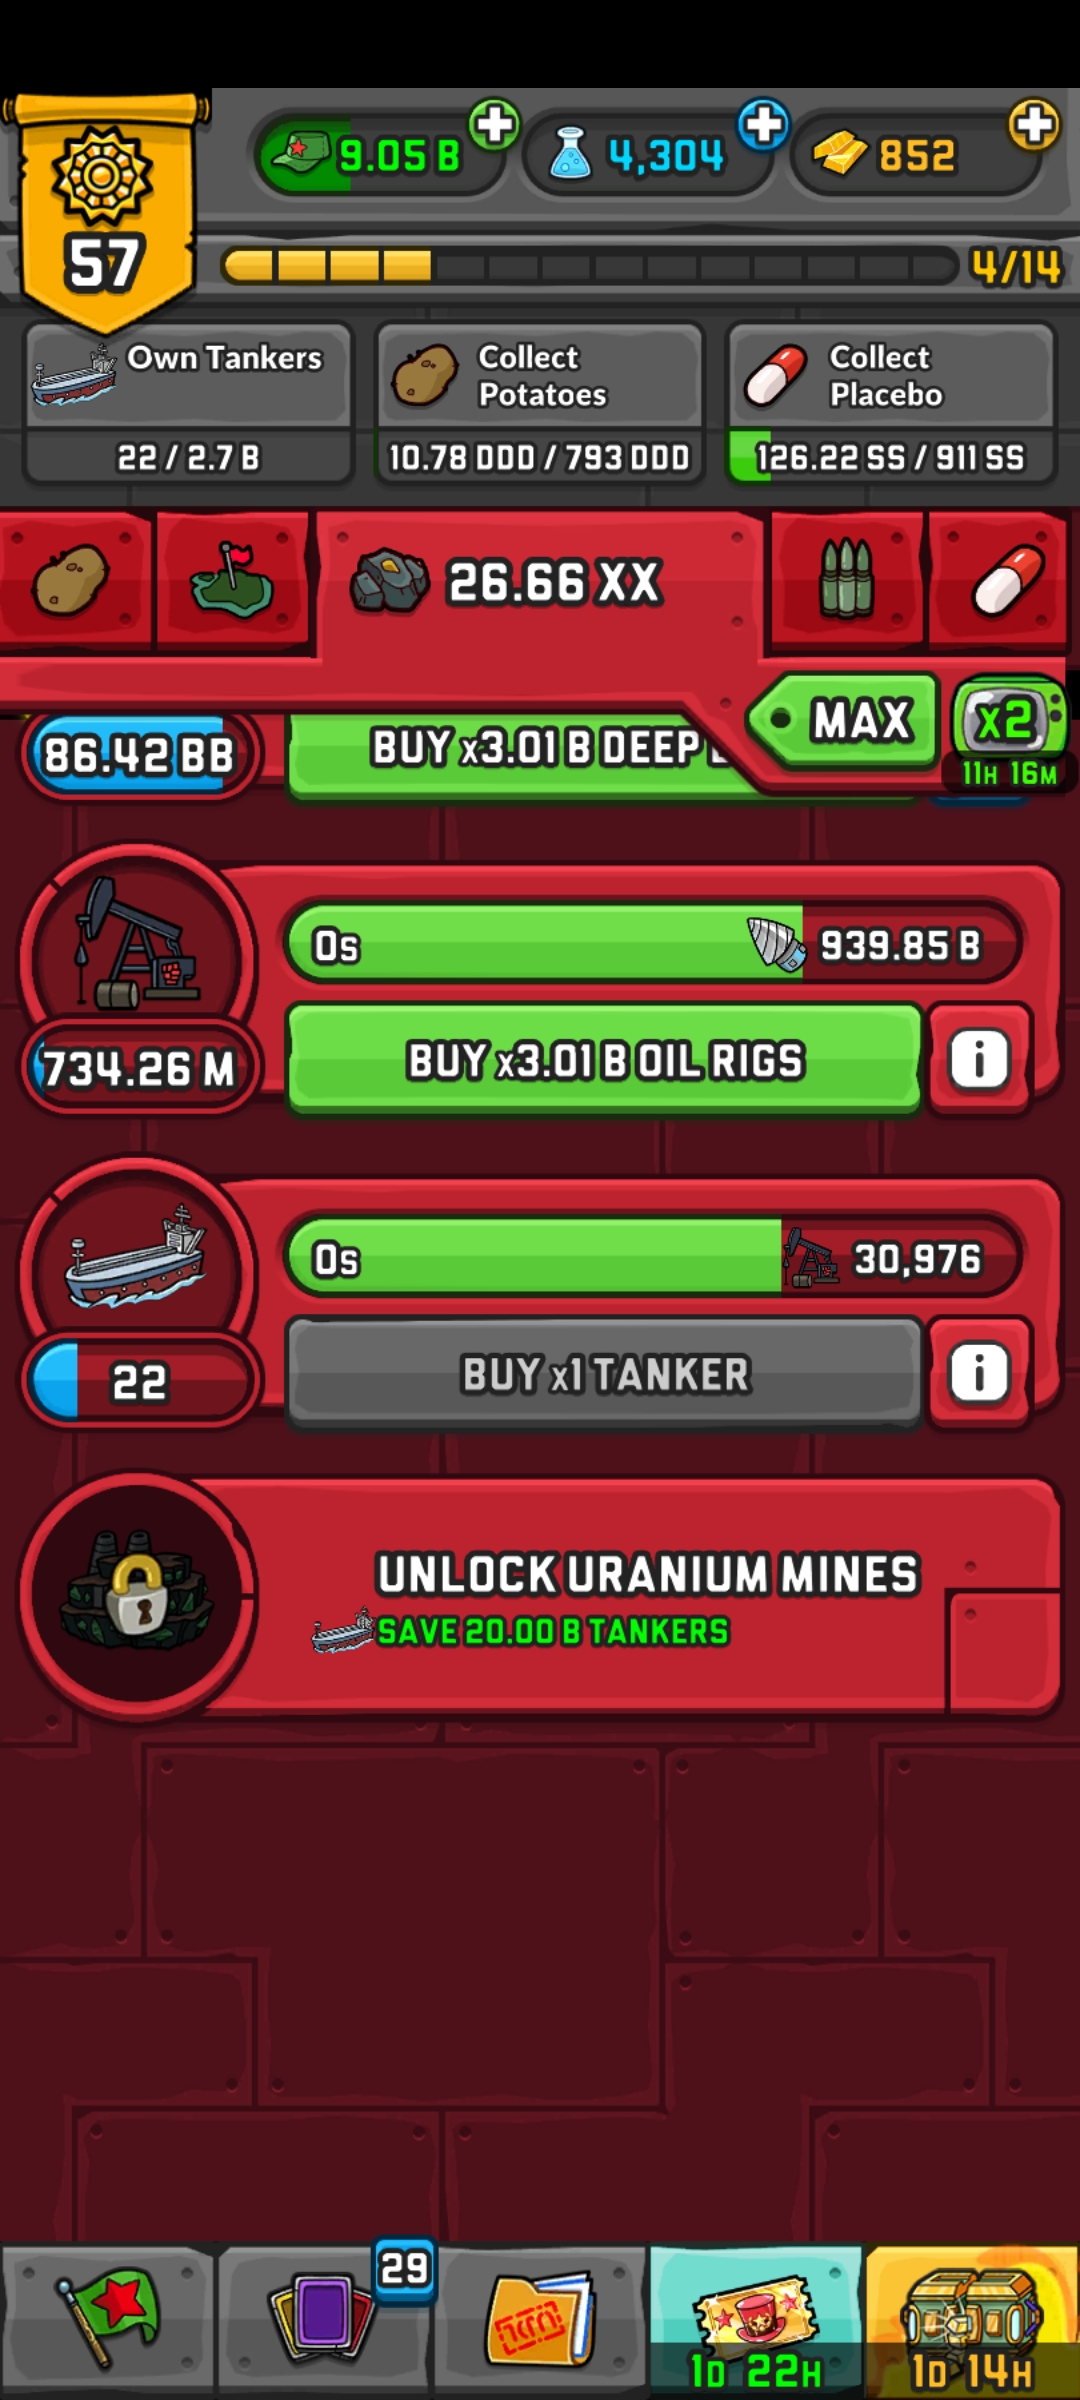 9.05 B
4,304
852
57
4/14
Own Tankers
22 / 2.7 B
Collect
Potatoes
10.78 DDD / 793 DDD
Collect
Placebo
126.22 SS / 911 SS
26.66 XX
MAX
x2
11H 16M
86.42 BB
BUY x3.01 B DEEP
0s
939.85 B
734.26 M
BUY x3.01 B OIL RIGS
i
0s
30,976
22
BUY x1 TANKER
i
UNLOCK URANIUM MINES
SAVE 20.00 B TANKERS
29
1D 22H
1D 14H